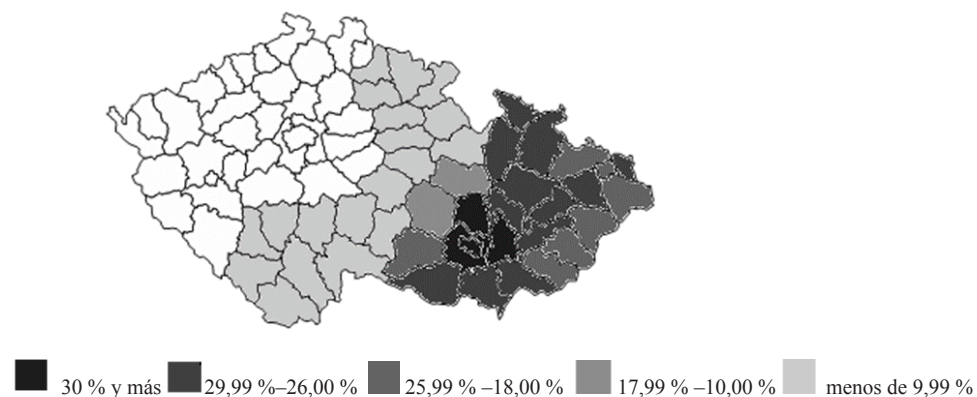 30 % y más 29,99 %–26,00 % 25,99 % –18,00 % 17,99 % –10,00 % menos de 9,99 %